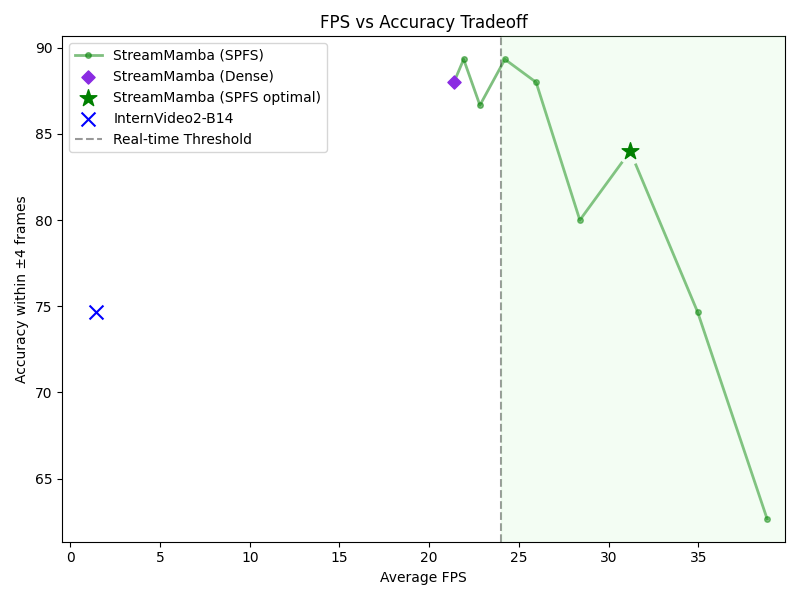 FPS vs Accuracy Tradeoff
StreamMamba (SPFS)
StreamMamba (Dense)
StreamMamba (SPFS optimal)
InternVideo2-B14
Real-time Threshold
Accuracy within ±4 frames
90
85
80
75
70
65
0 5 10 15 20 25 30 35
Average FPS